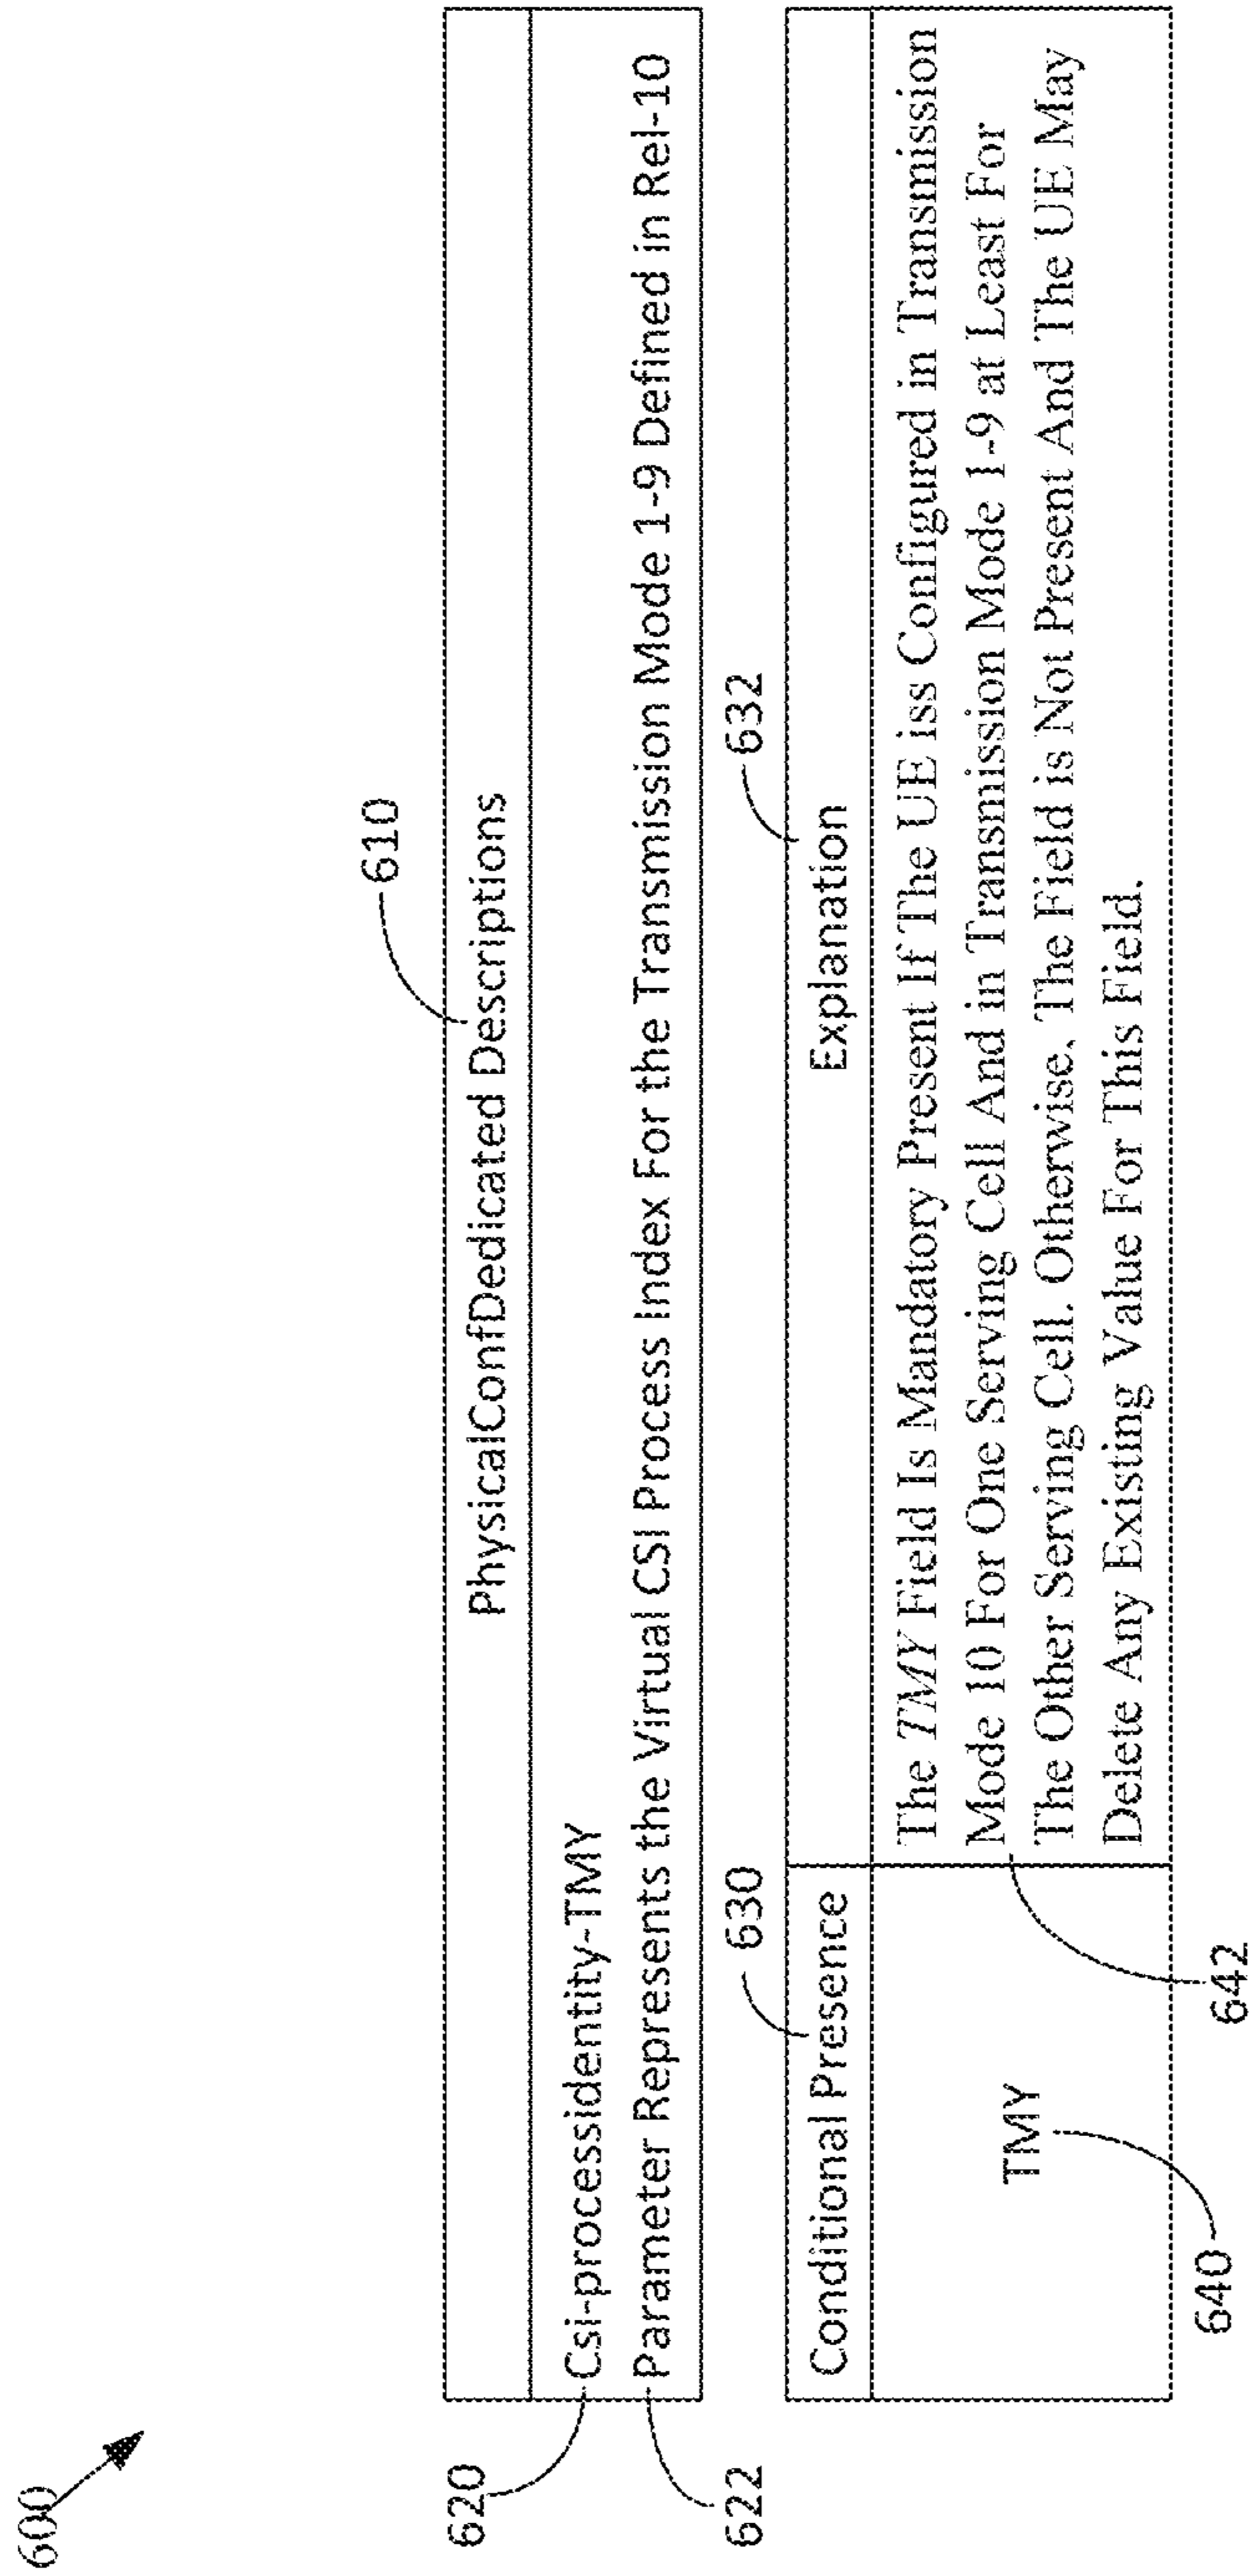 600
610
PhysicalConfDedicated Descriptions
620
Csi-processidentity-TMY
622
Parameter Represents the Virtual CSI Process Index For the Transmission Mode 1-9 Defined in Rel-10
630
632
Conditional Presence
Explanation
640
TMY
642
The TMY Field Is Mandatory Present If The UE iss Configured in Transmission
Mode 10 For One Serving Cell And in Transmission Mode 1-9 at Least For
The Other Serving Cell. Otherwise, The Field is Not Present And The UE May
Delete Any Existing Value For This Field.